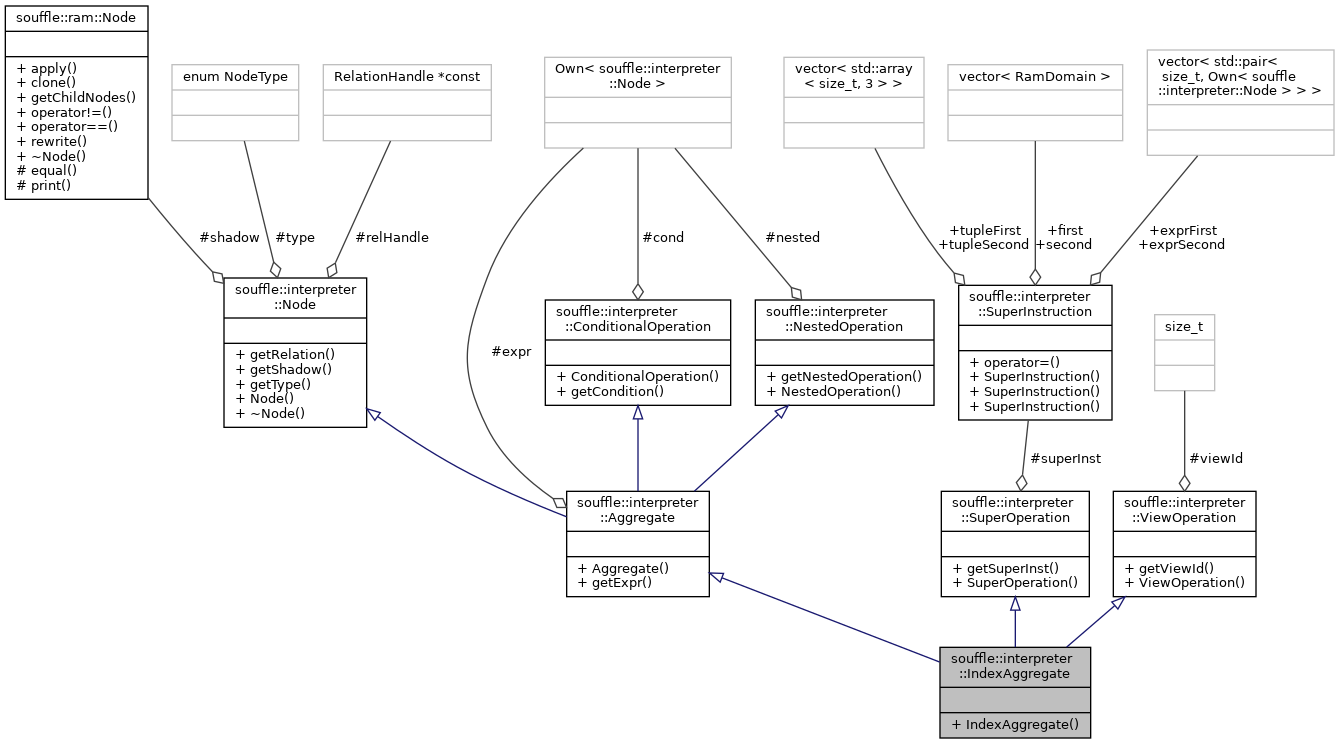 souffle::ram::Node
+ apply()
+ clone()
+ getChildNodes()
+ operator!=()
+ operator==()
+ rewrite()
+ ~Node()
# equal()
# print()
enum NodeType
RelationHandle *const
Own< souffle::interpreter
::Node >
vector< std::array
< size_t, 3 > >
vector< RamDomain >
vector< std::pair<
size_t, Own< souffle
::interpreter::Node > > >
#shadow
#type
#relHandle
#cond
#nested
+tupleFirst
+tupleSecond
+first
+second
+exprFirst
+exprSecond
souffle::interpreter
::Node
+ getRelation()
+ getShadow()
+ getType()
+ Node()
+ ~Node()
#expr
souffle::interpreter
::ConditionalOperation
+ ConditionalOperation()
+ getCondition()
souffle::interpreter
::NestedOperation
+ getNestedOperation()
+ NestedOperation()
souffle::interpreter
::SuperInstruction
+ operator=()
+ SuperInstruction()
+ SuperInstruction()
+ SuperInstruction()
size_t
#superInst
#viewId
souffle::interpreter
::Aggregate
+ Aggregate()
+ getExpr()
souffle::interpreter
::SuperOperation
+ getSuperInst()
+ SuperOperation()
souffle::interpreter
::ViewOperation
+ getViewId()
+ ViewOperation()
souffle::interpreter
::IndexAggregate
+ IndexAggregate()